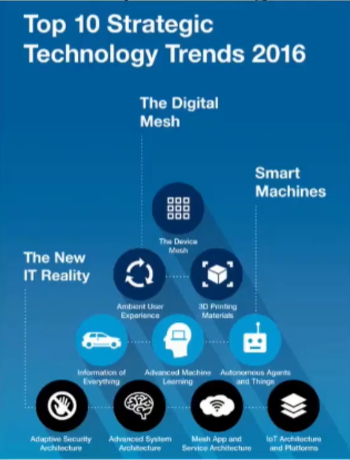 Top 10 Strategic
Technology Trends 2016
The Digital
Mesh
Smart
Machines
The Device
Mesh
The New
IT Reality
Ambient User
Experience
3D Printing
Materials
Information of
Everything
Advanced Machine
Learning
Autonomous Agents
and Things
Adaptive Security
Architecture
Advanced System
Architecture
Mesh App and
Service Architecture
IoT Architecture
and Platforms